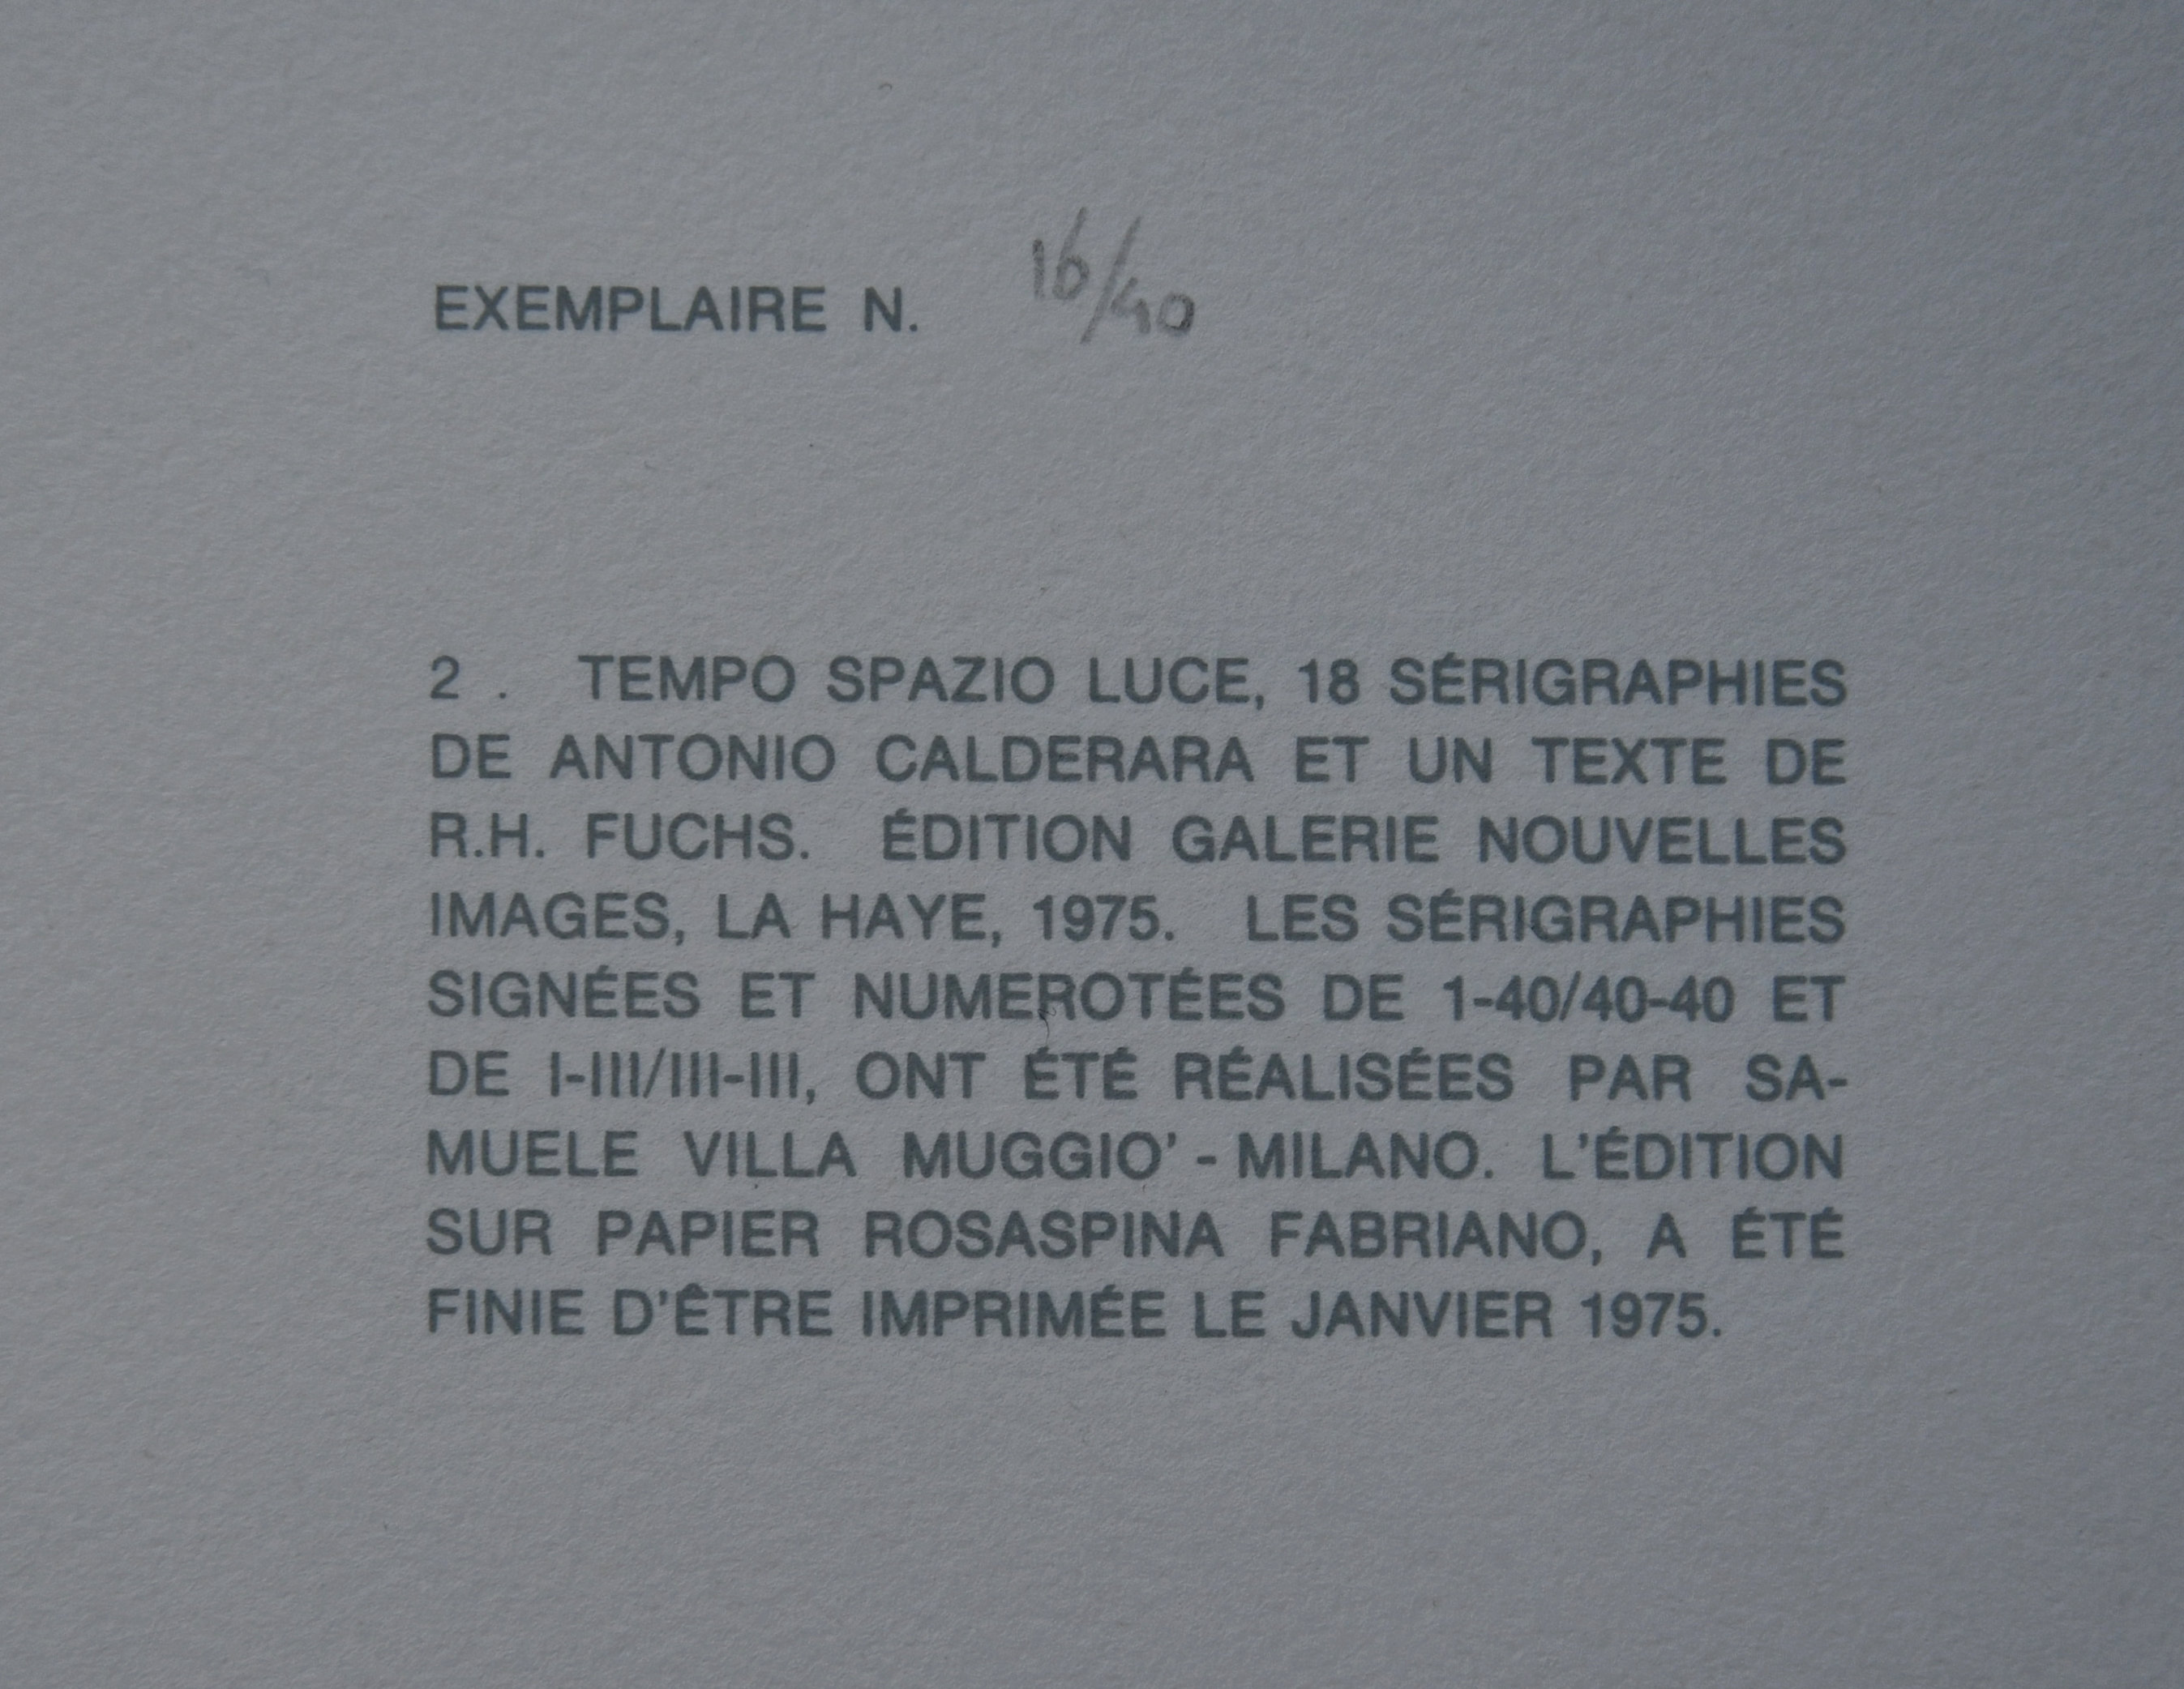 EXEMPLAIRE N. 16/40
2 . TEMPO SPAZIO LUCE, 18 SÉRIGRAPHIES
DE ANTONIO CALDERARA ET UN TEXTE DE
R.H. FUCHS. ÉDITION GALERIE NOUVELLES
IMAGES, LA HAYE, 1975. LES SÉRIGRAPHIES
SIGNÉES ET NUMEROTÉES DE 1-40/40-40 ET
DE I-III/III-III, ONT ÉTÉ RÉALISÉES PAR SA-
MUELE VILLA MUGGIO' - MILANO. L'ÉDITION
SUR PAPIER ROSASPINA FABRIANO, A ÉTÉ
FINIE D'ÊTRE IMPRIMÉE LE JANVIER 1975.